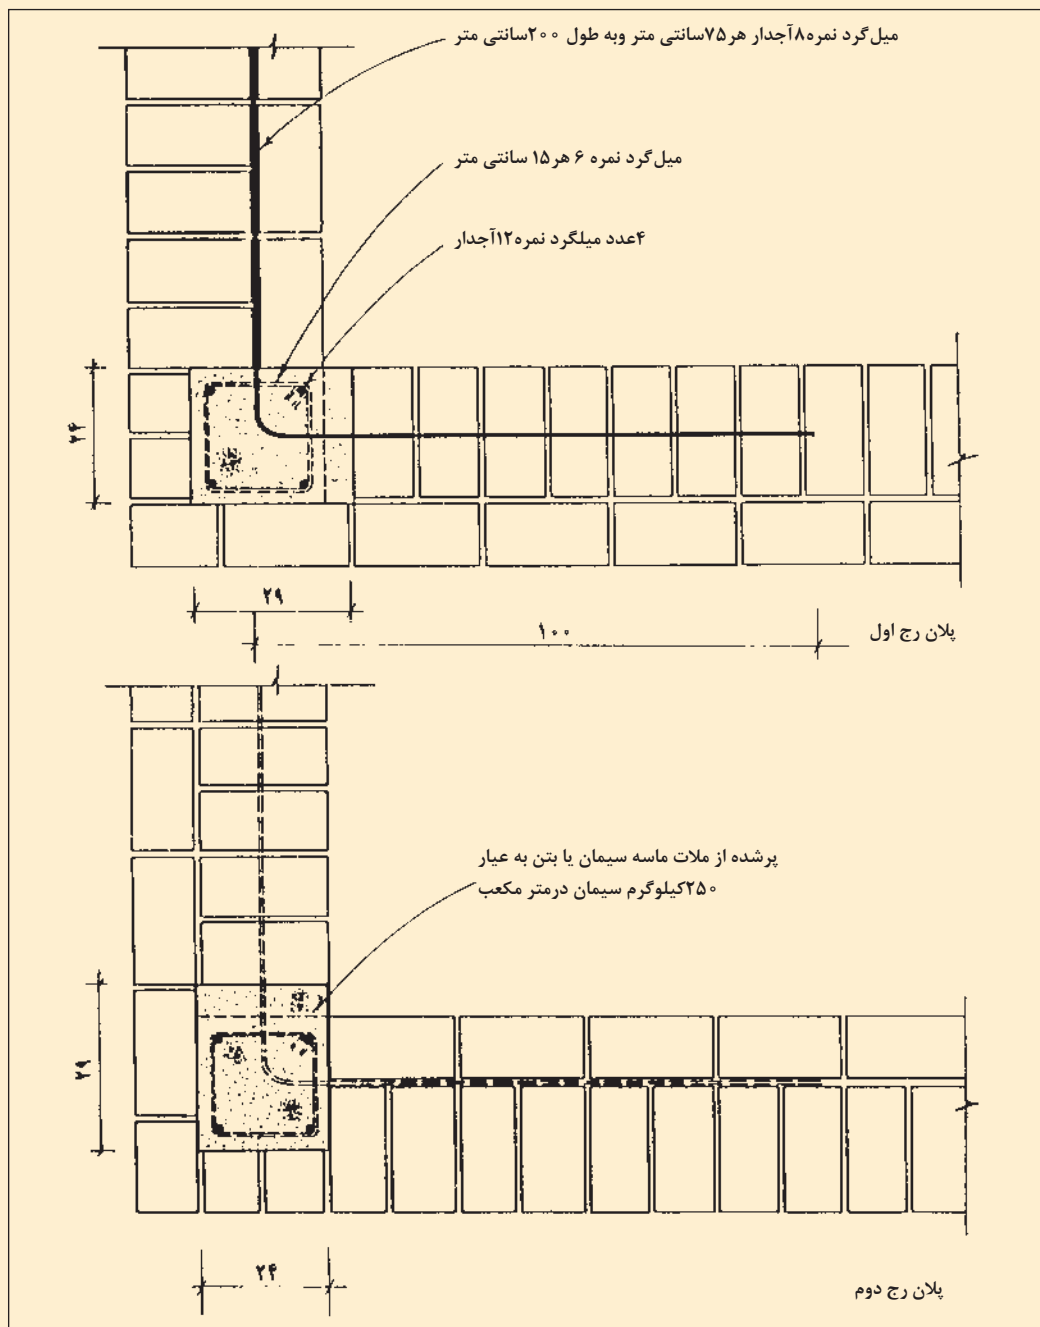 میل‌گرد نمره۸آجدار هر۷۵سانتی متر وبه طول ۲۰۰سانتی متر
میل‌گرد نمره ۶ هر۱۵ سانتی متر
۴عدد میلگرد نمره۱۲آجدار
۲۴
۲۹
۱۰۰
پلان رج اول
پرشده از ملات ماسه سیمان یا بتن به عیار
۲۵۰کیلوگرم سیمان درمتر مکعب
۲۹
۲۴
پلان رج دوم